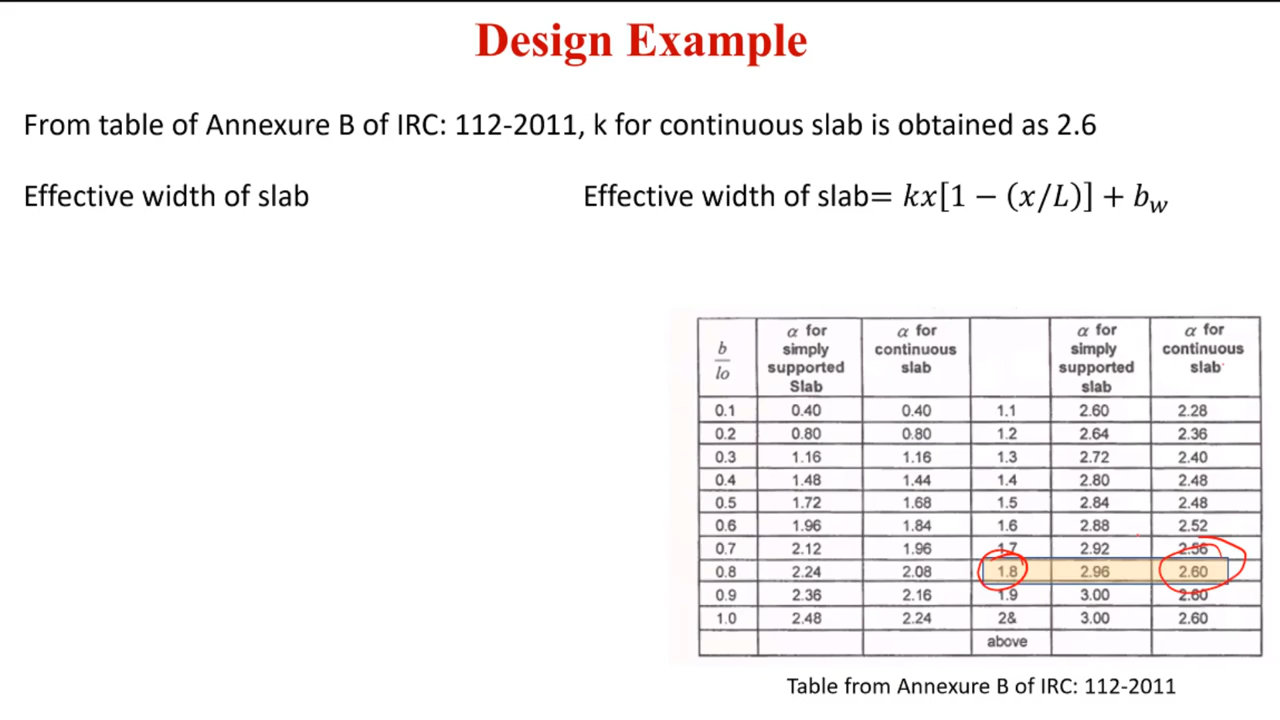 Design Example
From table of Annexure B of IRC: 112-2011, k for continuous slab is obtained as 2.6
Effective width of slab
Effective width of slab= kx[1 − (x/L)] + b_w
b/lo | α for simply supported Slab | α for continuous slab | | α for simply supported slab | α for continuous slab
0.1 | 0.40 | 0.40 | 1.1 | 2.60 | 2.28
0.2 | 0.80 | 0.80 | 1.2 | 2.64 | 2.36
0.3 | 1.16 | 1.16 | 1.3 | 2.72 | 2.40
0.4 | 1.48 | 1.44 | 1.4 | 2.80 | 2.48
0.5 | 1.72 | 1.68 | 1.5 | 2.84 | 2.48
0.6 | 1.96 | 1.84 | 1.6 | 2.88 | 2.52
0.7 | 2.12 | 1.96 | 1.7 | 2.92 | 2.56
0.8 | 2.24 | 2.08 | 1.8 | 2.96 | 2.60
0.9 | 2.36 | 2.16 | 1.9 | 3.00 | 2.60
1.0 | 2.48 | 2.24 | 2& | 3.00 | 2.60
above
Table from Annexure B of IRC: 112-2011